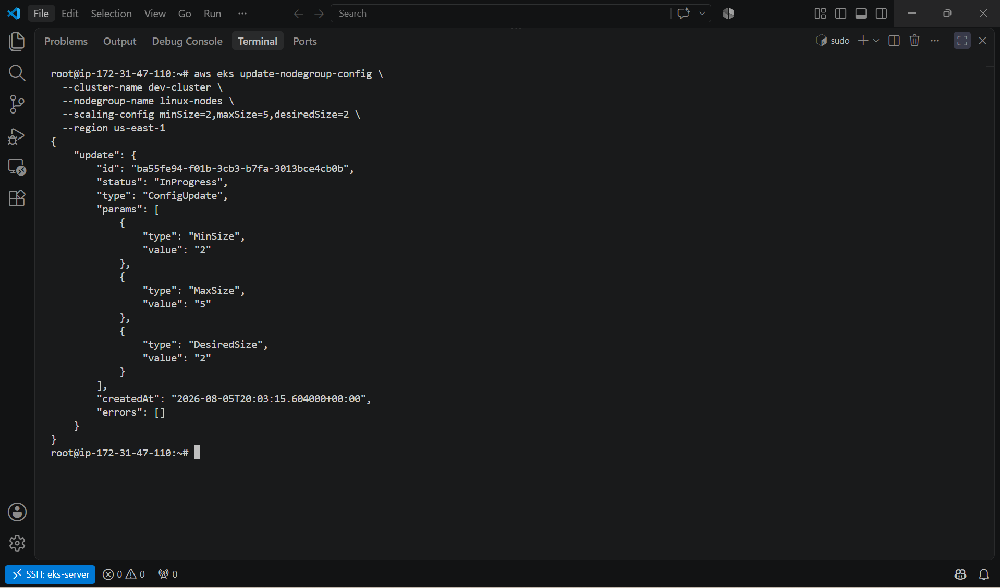 File Edit Selection View Go Run ··· Search
Problems Output Debug Console Terminal Ports sudo
root@ip-172-31-47-110:~# aws eks update-nodegroup-config \
  --cluster-name dev-cluster \
  --nodegroup-name linux-nodes \
  --scaling-config minSize=2,maxSize=5,desiredSize=2 \
  --region us-east-1
{
    "update": {
        "id": "ba55fe94-f01b-3cb3-b7fa-3013bce4cb0b",
        "status": "InProgress",
        "type": "ConfigUpdate",
        "params": [
            {
                "type": "MinSize",
                "value": "2"
            },
            {
                "type": "MaxSize",
                "value": "5"
            },
            {
                "type": "DesiredSize",
                "value": "2"
            }
        ],
        "createdAt": "2026-08-05T20:03:15.604000+00:00",
        "errors": []
    }
}
root@ip-172-31-47-110:~#
SSH: eks-server 0 0 0